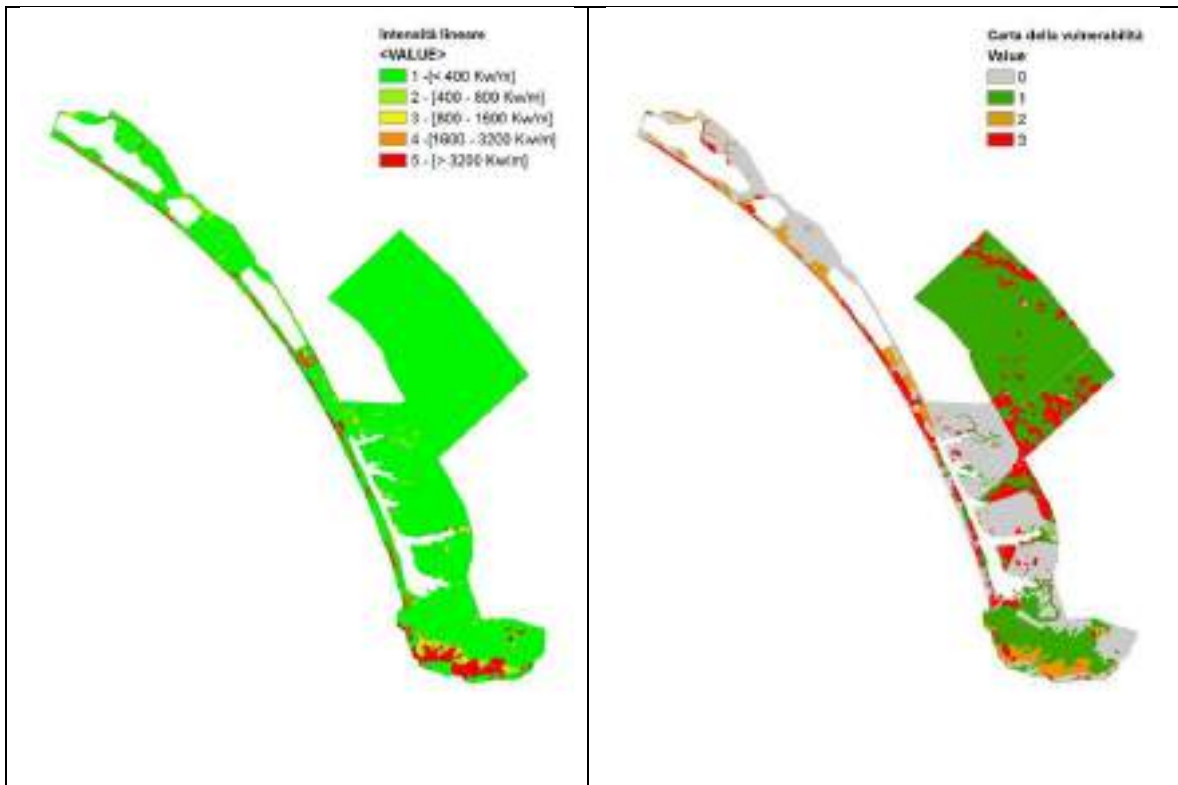 Intensità lineare
<VALUE>
1 -[< 400 Kw/m]
2 - [400 - 800 Kw/m]
3 - [800 - 1600 Kw/m]
4 -[1600 - 3200 Kw/m]
5 - [> 3200 Kw/m]
Carta della vulnerabilità
Value
0
1
2
3